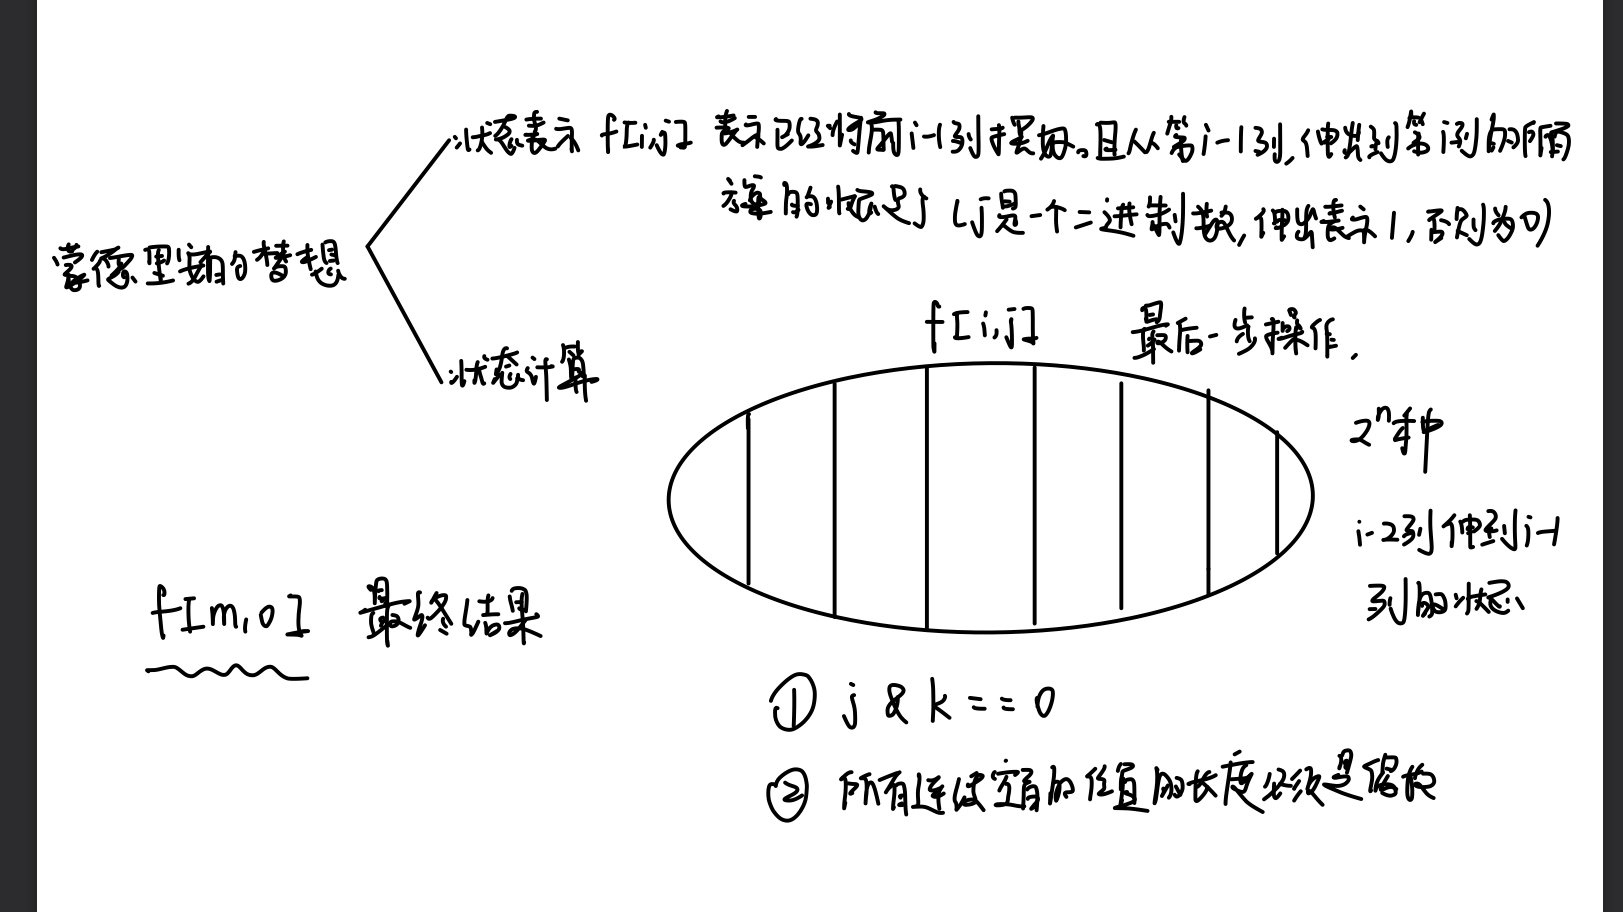 状态表示 f[i,j] 表示已经将前i-1列摆好。且从第i-1列,伸出到第i列的所有
方案的状态是j (j是一个二进制数,伸出表示1,否则为0)
蒙德里安的替想
状态计算
f[i,j] 最后一步操作.
2ⁿ种
i-2列伸到i-1
列的状态、
f[m,0] 最终结果
① j & k == 0
② 所有连续空着的位置的长度必须是偶数